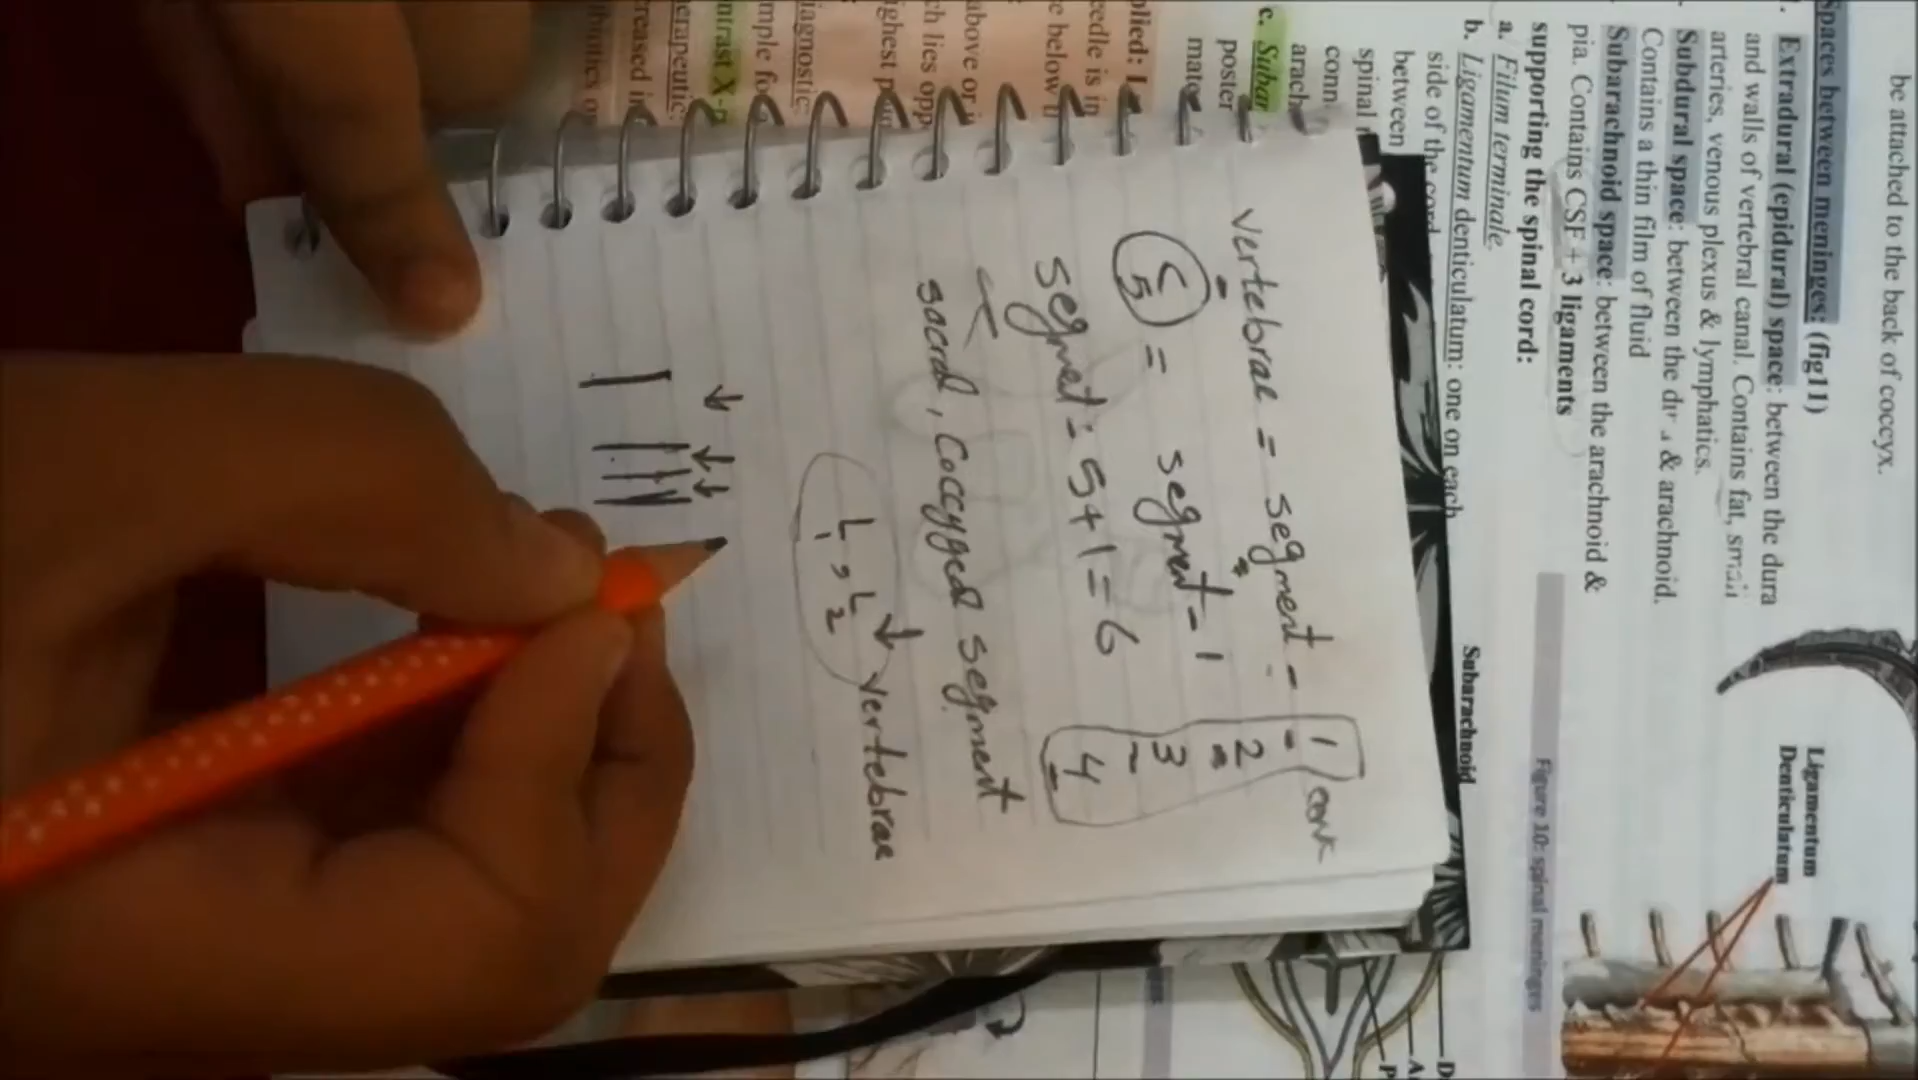 be attached to the back of coccyx.
Spaces between meninges: (fig11)
Extradural (epidural) space: between the dura
and walls of vertebral canal. Contains fat, small
arteries, venous plexus & lymphatics.
Subdural space: between the dura & arachnoid.
Contains a thin film of fluid
Subarachnoid space: between the arachnoid &
pia. Contains CSF + 3 ligaments
supporting the spinal cord:
a. Filum terminale.
b. Ligamentum denticulatum: one on each
side of the cord
between
spinal
conn
arach
c. Subar
poster
mater
plied: L
eedle is in
e below
above or
ch lies opp
ighest
iagnostic:
mple fo
ntrast X-
erapeutic
creased in
Subarachnoid
Ligamentum
Denticulatum
Figure 10: spinal meninges
vertebrae = segment - 1
C5 = segment - 1
segmet = 5 + 1 = 6
1
2
3
4
sacral, coccygeal segment
L1, L2 vertebrae